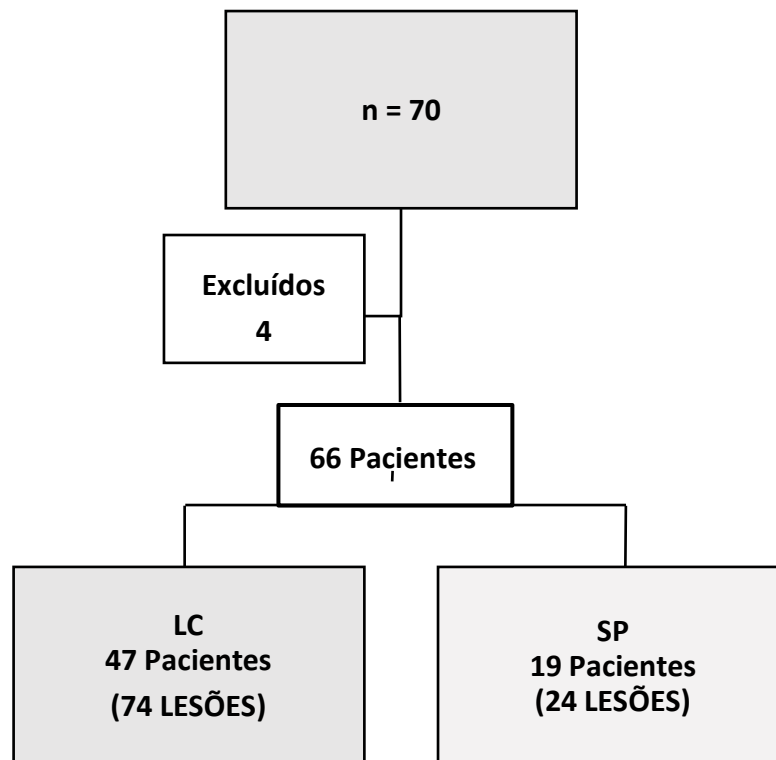 n = 70
Excluídos
4
66 Pacientes
LC
47 Pacientes
(74 LESÕES)
SP
19 Pacientes
(24 LESÕES)